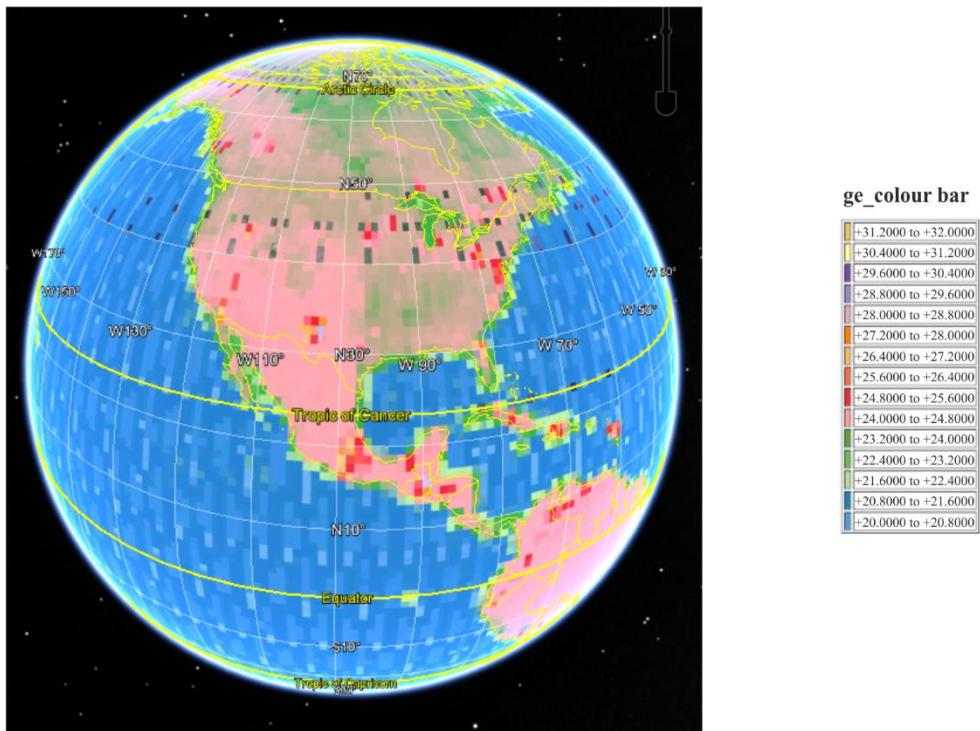 N70°
Arctic Circle
N50°
W 170°
W150°
W130°
W110°
N30°
W 90°
W 70°
W 50°
W 30°
Tropic of Cancer
N10°
Equator
S10°
Tropic of Capricorn
ge_colour bar
+31.2000 to +32.0000
+30.4000 to +31.2000
+29.6000 to +30.4000
+28.8000 to +29.6000
+28.0000 to +28.8000
+27.2000 to +28.0000
+26.4000 to +27.2000
+25.6000 to +26.4000
+24.8000 to +25.6000
+24.0000 to +24.8000
+23.2000 to +24.0000
+22.4000 to +23.2000
+21.6000 to +22.4000
+20.8000 to +21.6000
+20.0000 to +20.8000